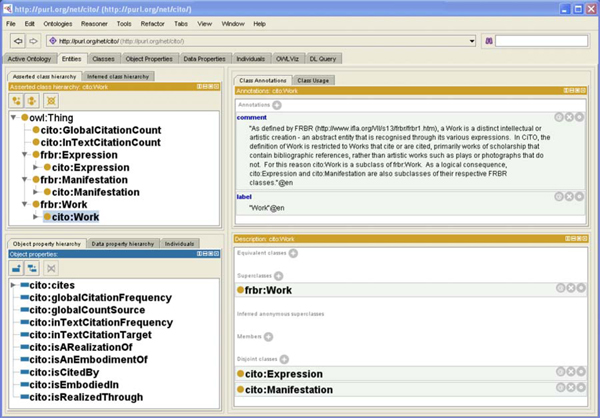 http://purl.org/net/cito/ (http://purl.org/net/cito/)
File Edit Ontologies Reasoner Tools Refactor Tabs View Window Help
http://purl.org/net/cito/ (http://purl.org/net/cito/)
Active Ontology Entities Classes Object Properties Data Properties Individuals OWLViz DL Query
Asserted class hierarchy Inferred class hierarchy
Asserted class hierarchy: cito:Work
owl:Thing
cito:GlobalCitationCount
cito:InTextCitationCount
frbr:Expression
cito:Expression
frbr:Manifestation
cito:Manifestation
frbr:Work
cito:Work
Object property hierarchy Data property hierarchy Individuals
Object properties:
cito:cites
cito:globalCitationFrequency
cito:globalCountSource
cito:inTextCitationFrequency
cito:inTextCitationTarget
cito:isARealizationOf
cito:isAnEmbodimentOf
cito:isCitedBy
cito:isEmbodiedIn
cito:isRealizedThrough
Class Annotations Class Usage
Annotations: cito:Work
Annotations
comment
"As defined by FRBR (http://www.ifla.org/VII/s13/frbr/frbr1.htm), a Work is a distinct intellectual or
artistic creation - an abstract entity that is recognised through its various expressions. In CiTO, the
definition of Work is restricted to Works that cite or are cited, primarily works of scholarship that
contain bibliographic references, rather than artistic works such as plays or photographs that do
not. For this reason cito:Work is a subclass of frbr:Work. As a logical consequence,
cito:Expression and cito:Manifestation are also subclasses of their respective FRBR
classes."@en
label
"Work"@en
Description: cito:Work
Equivalent classes
Superclasses
frbr:Work
Inferred anonymous superclasses
Members
Disjoint classes
cito:Expression
cito:Manifestation